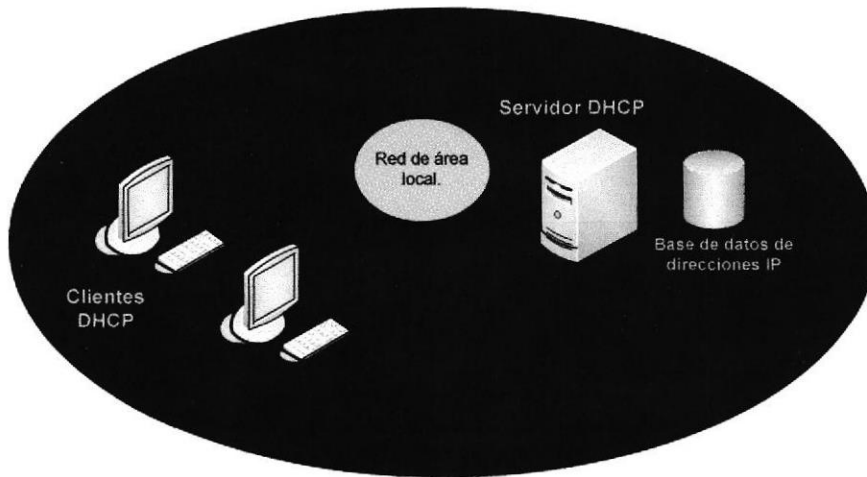 Servidor DHCP
Red de área
local.
Base de datos de
direcciones IP
Clientes
DHCP